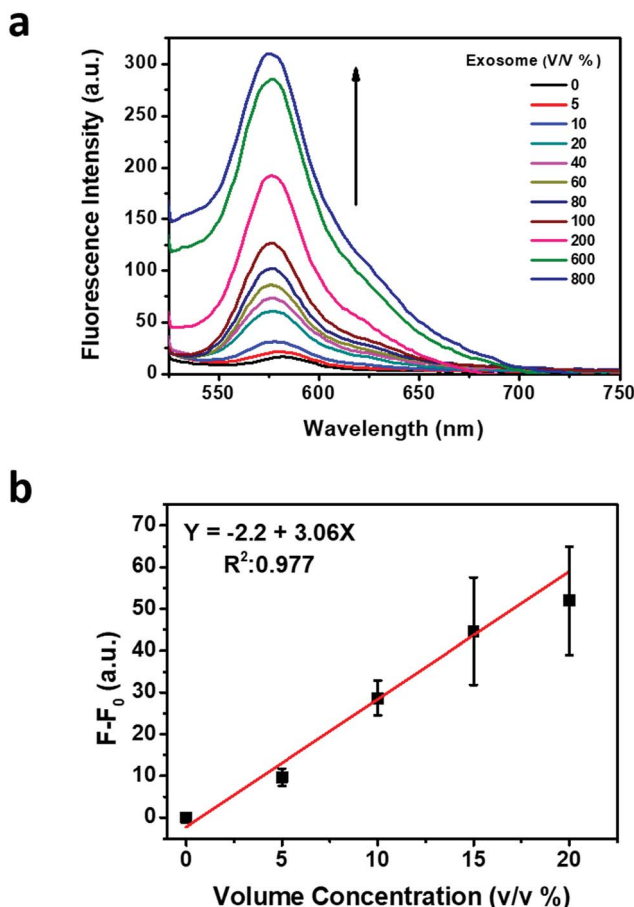 a
Fluorescence Intensity (a.u.)
300
250
200
150
100
50
0
Exosome (V/V %)
0
5
10
20
40
60
80
100
200
600
800
550 600 650 700 750
Wavelength (nm)
b
F-F0 (a.u.)
70
60
50
40
30
20
10
0
Y = -2.2 + 3.06X
R²:0.977
0 5 10 15 20
Volume Concentration (v/v %)